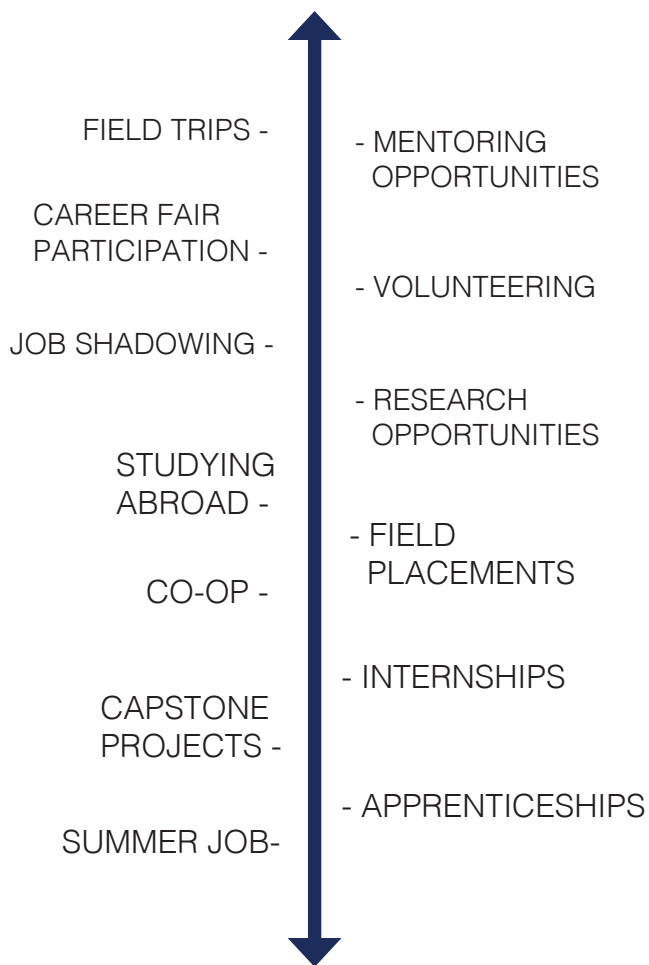 FIELD TRIPS -
- MENTORING
OPPORTUNITIES
CAREER FAIR
PARTICIPATION -
- VOLUNTEERING
JOB SHADOWING -
- RESEARCH
OPPORTUNITIES
STUDYING
ABROAD -
- FIELD
PLACEMENTS
CO-OP -
- INTERNSHIPS
CAPSTONE
PROJECTS -
- APPRENTICESHIPS
SUMMER JOB-